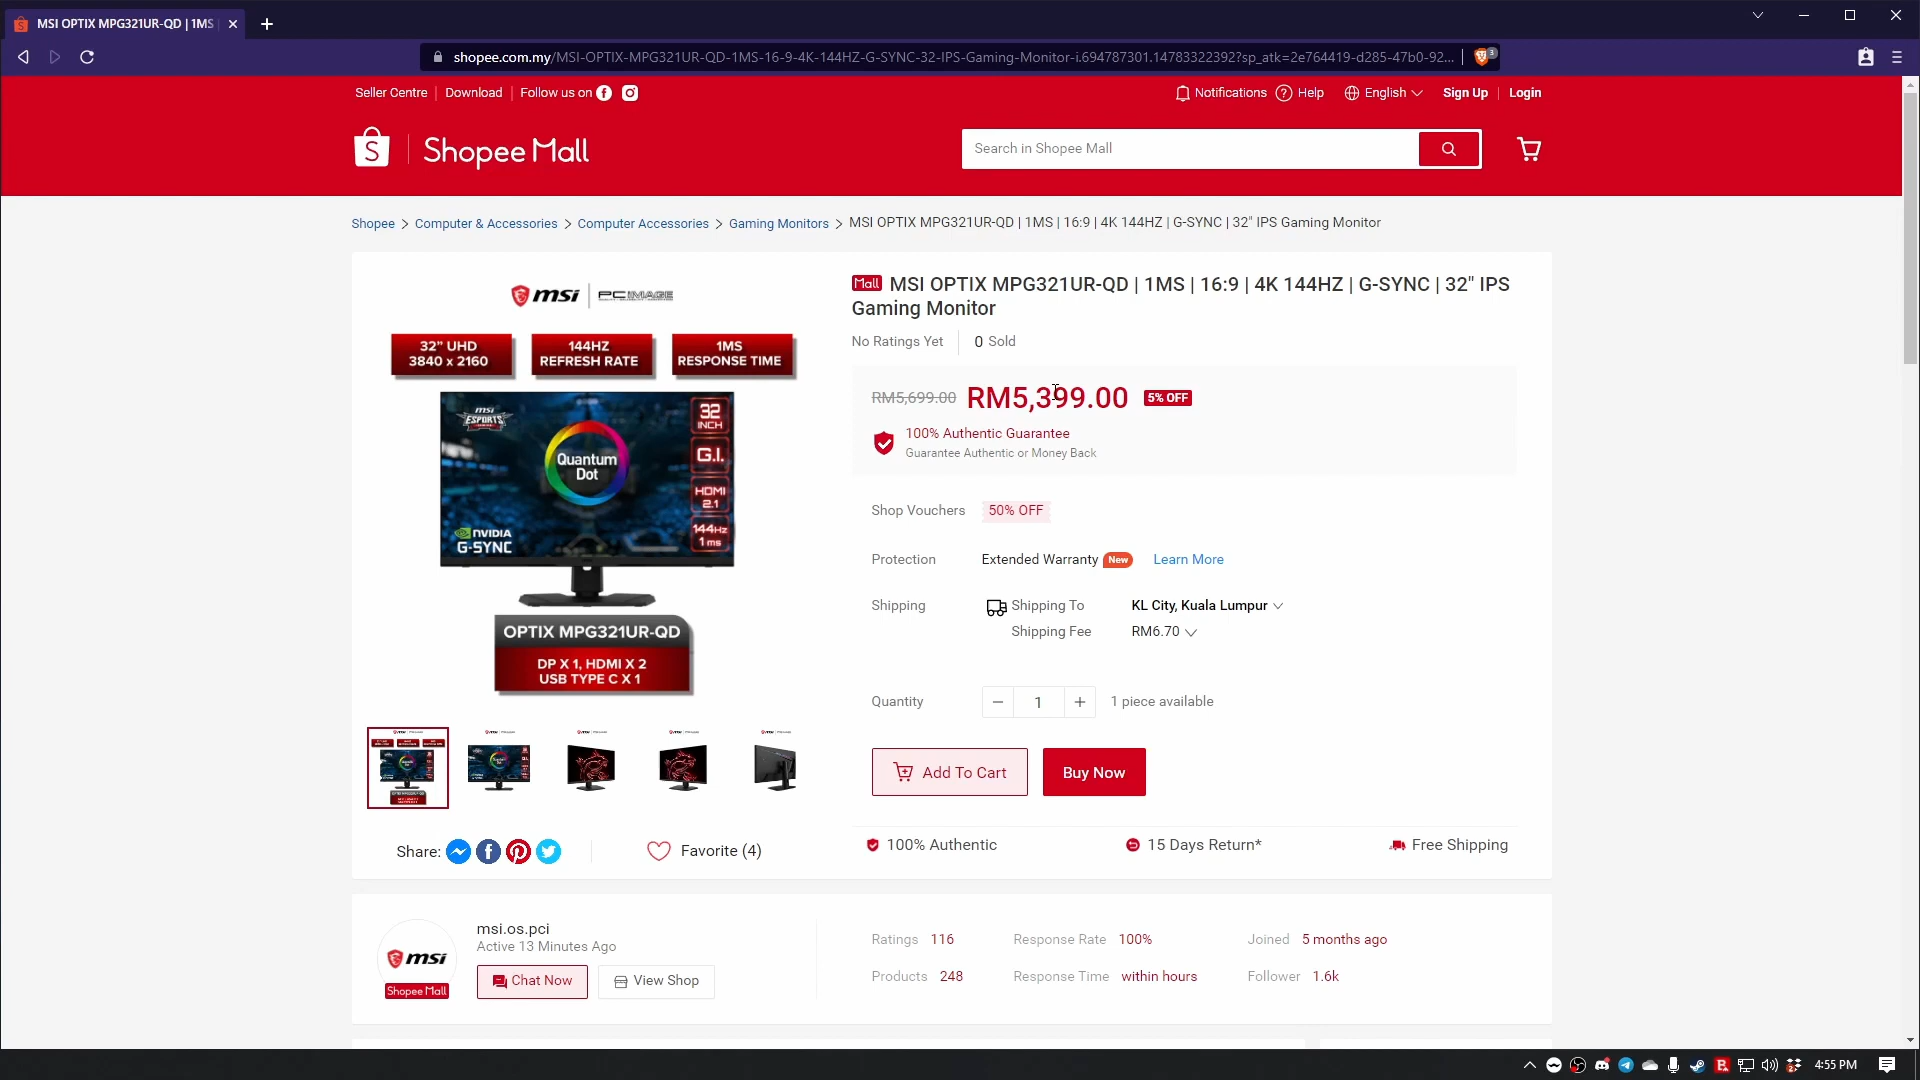 MSI OPTIX MPG321UR-QD | 1MS
shopee.com.my/MSI-OPTIX-MPG321UR-QD-1MS-16-9-4K-144HZ-G-SYNC-32-IPS-Gaming-Monitor-i.694787301.14783322392?sp_atk=2e764419-d285-47b0-92...
3
Seller Centre | Download | Follow us on
Notifications Help English Sign Up | Login
Shopee Mall
Search in Shopee Mall
Shopee > Computer & Accessories > Computer Accessories > Gaming Monitors > MSI OPTIX MPG321UR-QD | 1MS | 16:9 | 4K 144HZ | G-SYNC | 32" IPS Gaming Monitor
msi | PC IMAGE
32" UHD
3840 x 2160
144HZ
REFRESH RATE
1MS
RESPONSE TIME
msi
ESPORTS
Quantum
Dot
32
INCH
G.I.
HDMI
2.1
144Hz
1 ms
NVIDIA
G-SYNC
OPTIX MPG321UR-QD
DP X 1, HDMI X 2
USB TYPE C X 1
Share:
Favorite (4)
Mall MSI OPTIX MPG321UR-QD | 1MS | 16:9 | 4K 144HZ | G-SYNC | 32" IPS
Gaming Monitor
No Ratings Yet 0 Sold
RM5,699.00 RM5,399.00 5% OFF
100% Authentic Guarantee
Guarantee Authentic or Money Back
Shop Vouchers 50% OFF
Protection Extended Warranty New Learn More
Shipping Shipping To KL City, Kuala Lumpur
Shipping Fee RM6.70
Quantity − 1 + 1 piece available
Add To Cart Buy Now
100% Authentic 15 Days Return* Free Shipping
msi
Shopee Mall
msi.os.pci
Active 13 Minutes Ago
Chat Now View Shop
Ratings 116 Response Rate 100% Joined 5 months ago
Products 248 Response Time within hours Follower 1.6k
4:55 PM